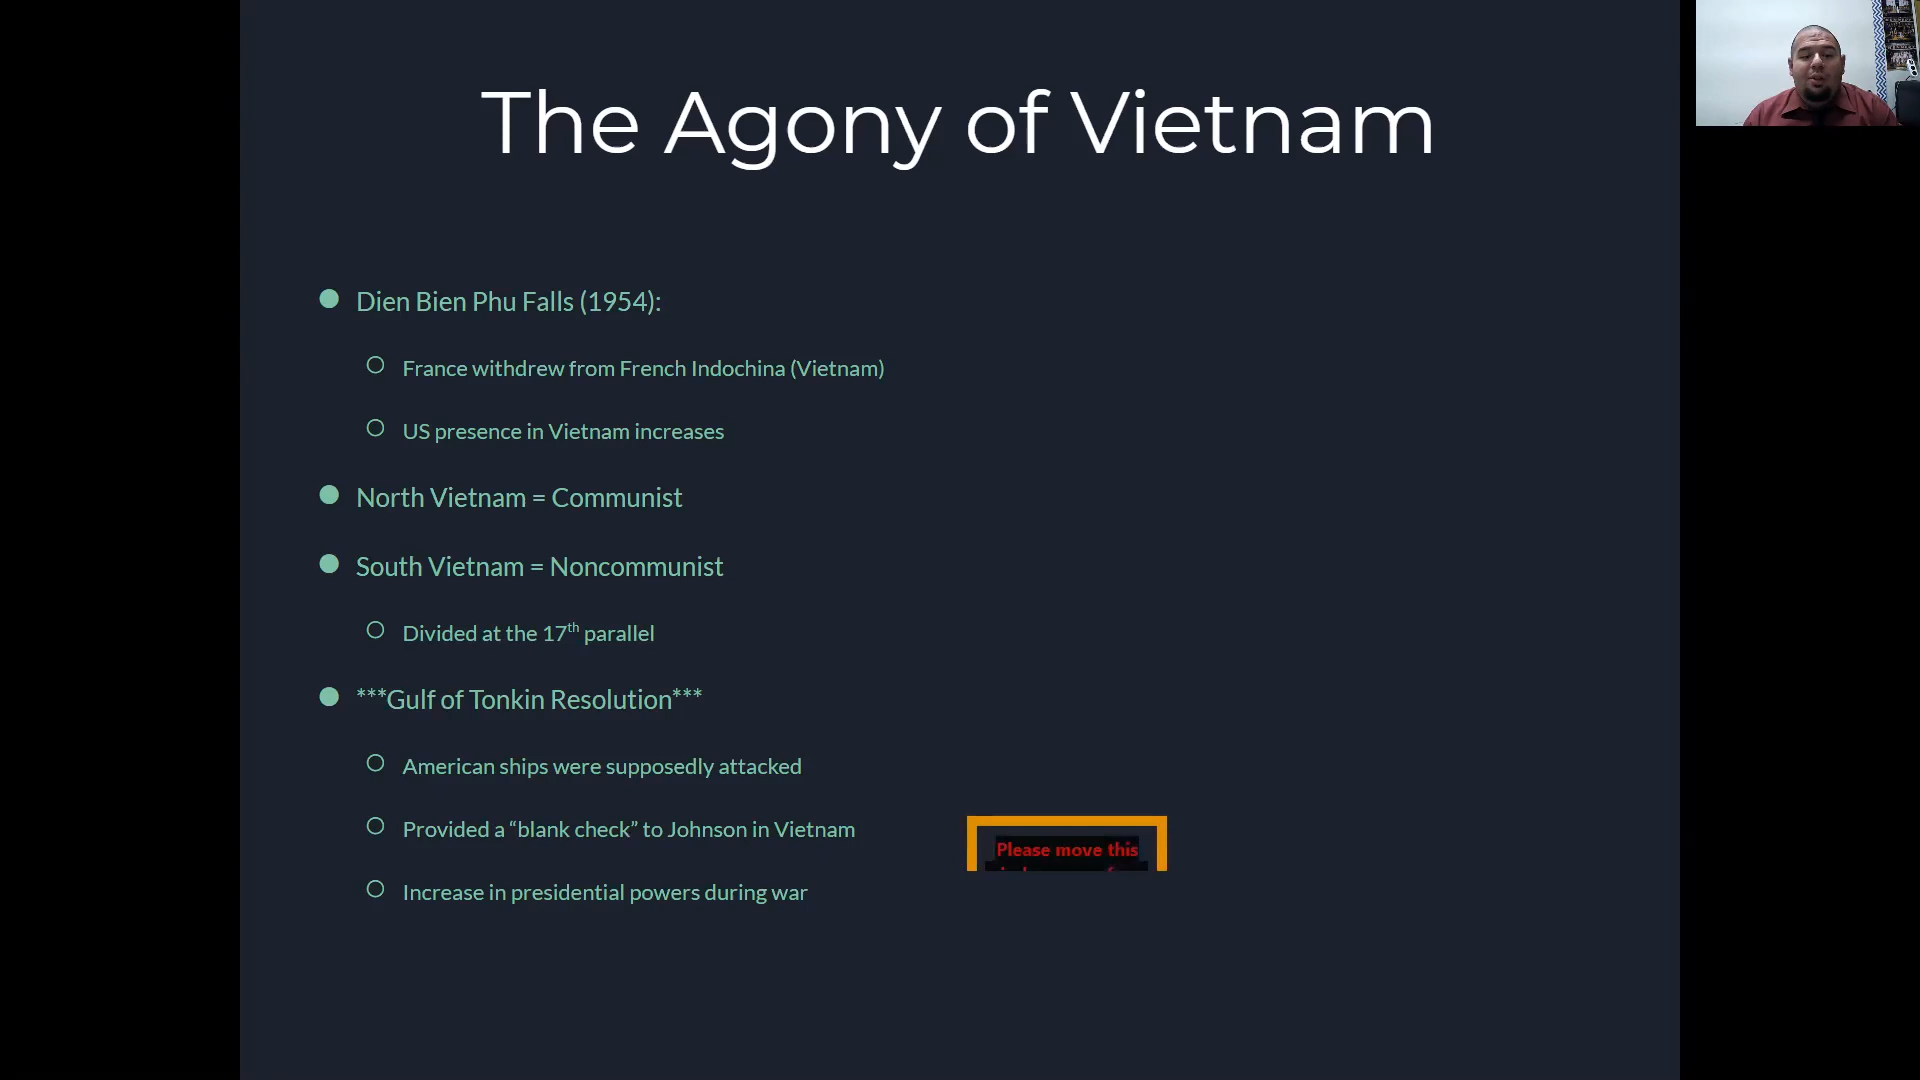 The Agony of Vietnam
Dien Bien Phu Falls (1954):
France withdrew from French Indochina (Vietnam)
US presence in Vietnam increases
North Vietnam = Communist
South Vietnam = Noncommunist
Divided at the 17th parallel
***Gulf of Tonkin Resolution***
American ships were supposedly attacked
Provided a “blank check” to Johnson in Vietnam
Increase in presidential powers during war
Please move this